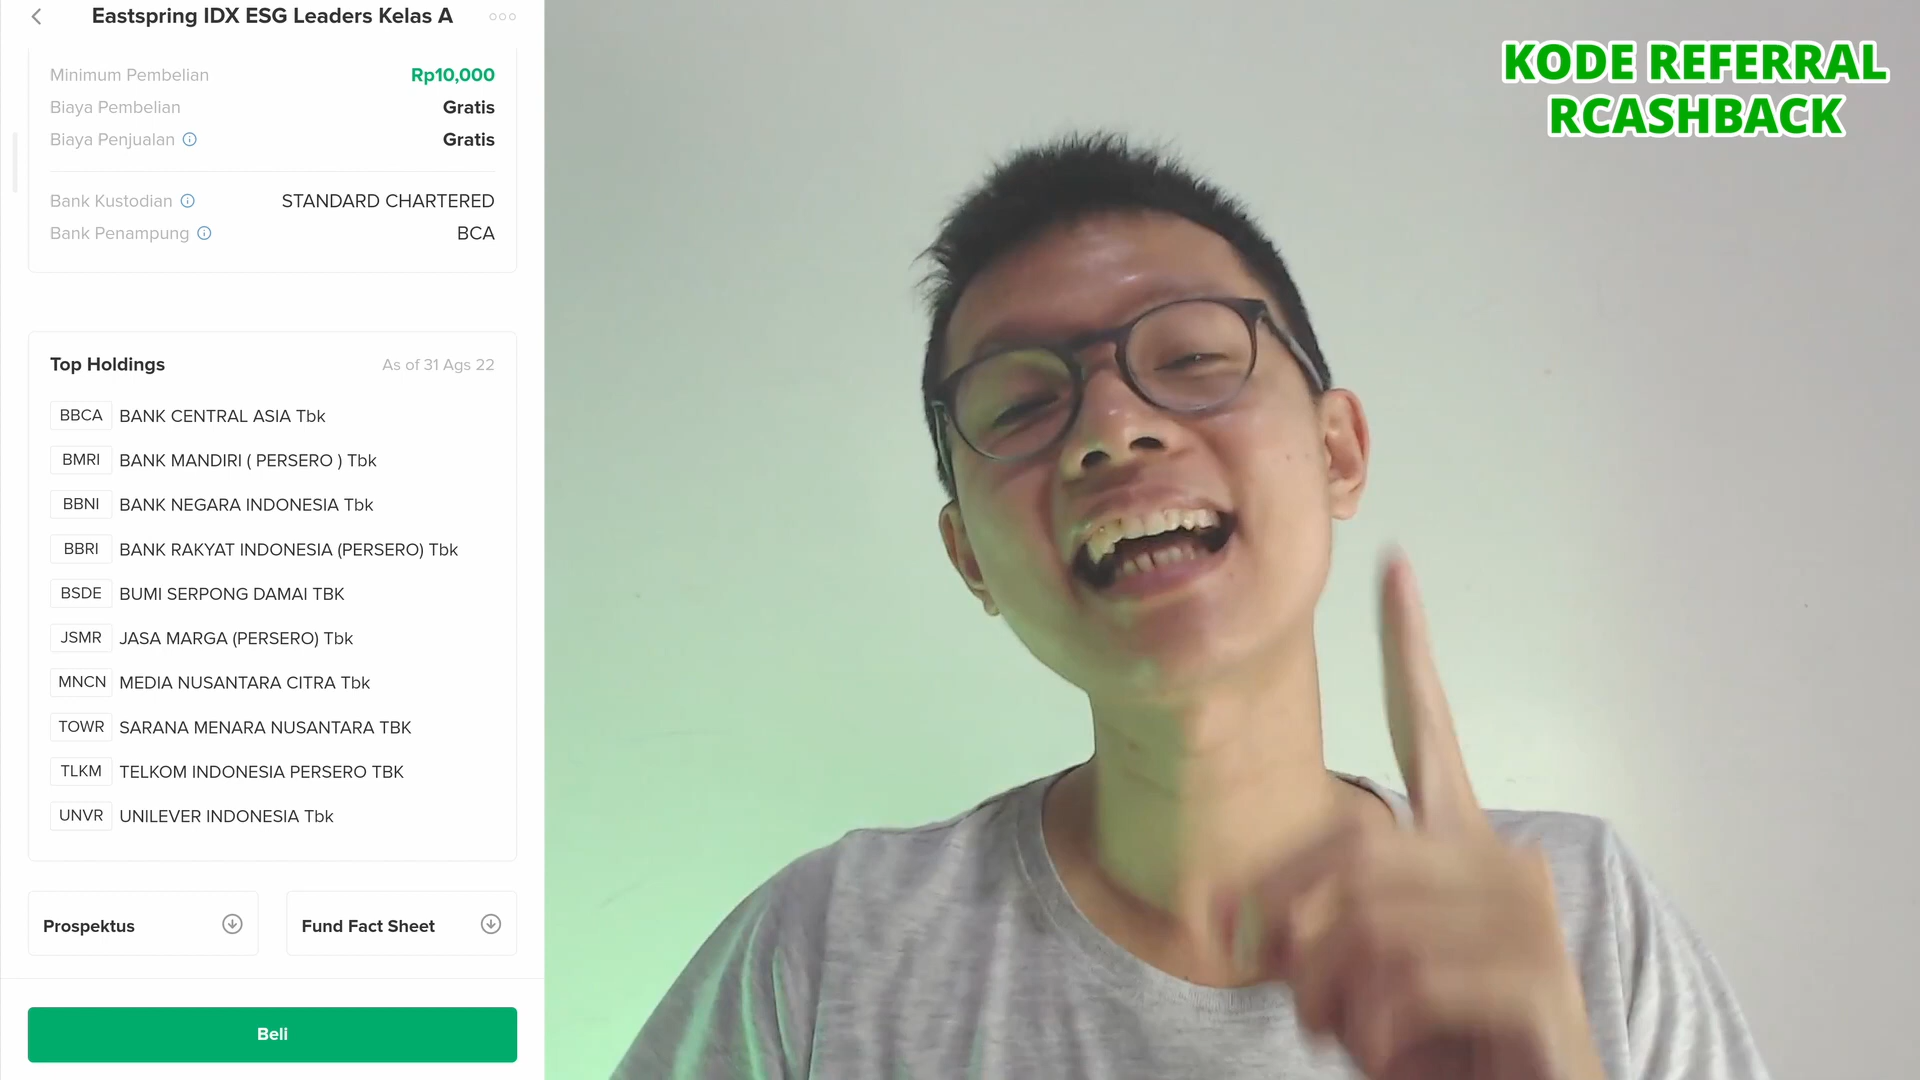 Eastspring IDX ESG Leaders Kelas A
Minimum Pembelian Rp10,000
Biaya Pembelian Gratis
Biaya Penjualan Gratis
Bank Kustodian STANDARD CHARTERED
Bank Penampung BCA
Top Holdings As of 31 Ags 22
BBCA BANK CENTRAL ASIA Tbk
BMRI BANK MANDIRI ( PERSERO ) Tbk
BBNI BANK NEGARA INDONESIA Tbk
BBRI BANK RAKYAT INDONESIA (PERSERO) Tbk
BSDE BUMI SERPONG DAMAI TBK
JSMR JASA MARGA (PERSERO) Tbk
MNCN MEDIA NUSANTARA CITRA Tbk
TOWR SARANA MENARA NUSANTARA TBK
TLKM TELKOM INDONESIA PERSERO TBK
UNVR UNILEVER INDONESIA Tbk
Prospektus Fund Fact Sheet
Beli
KODE REFERRAL
RCASHBACK